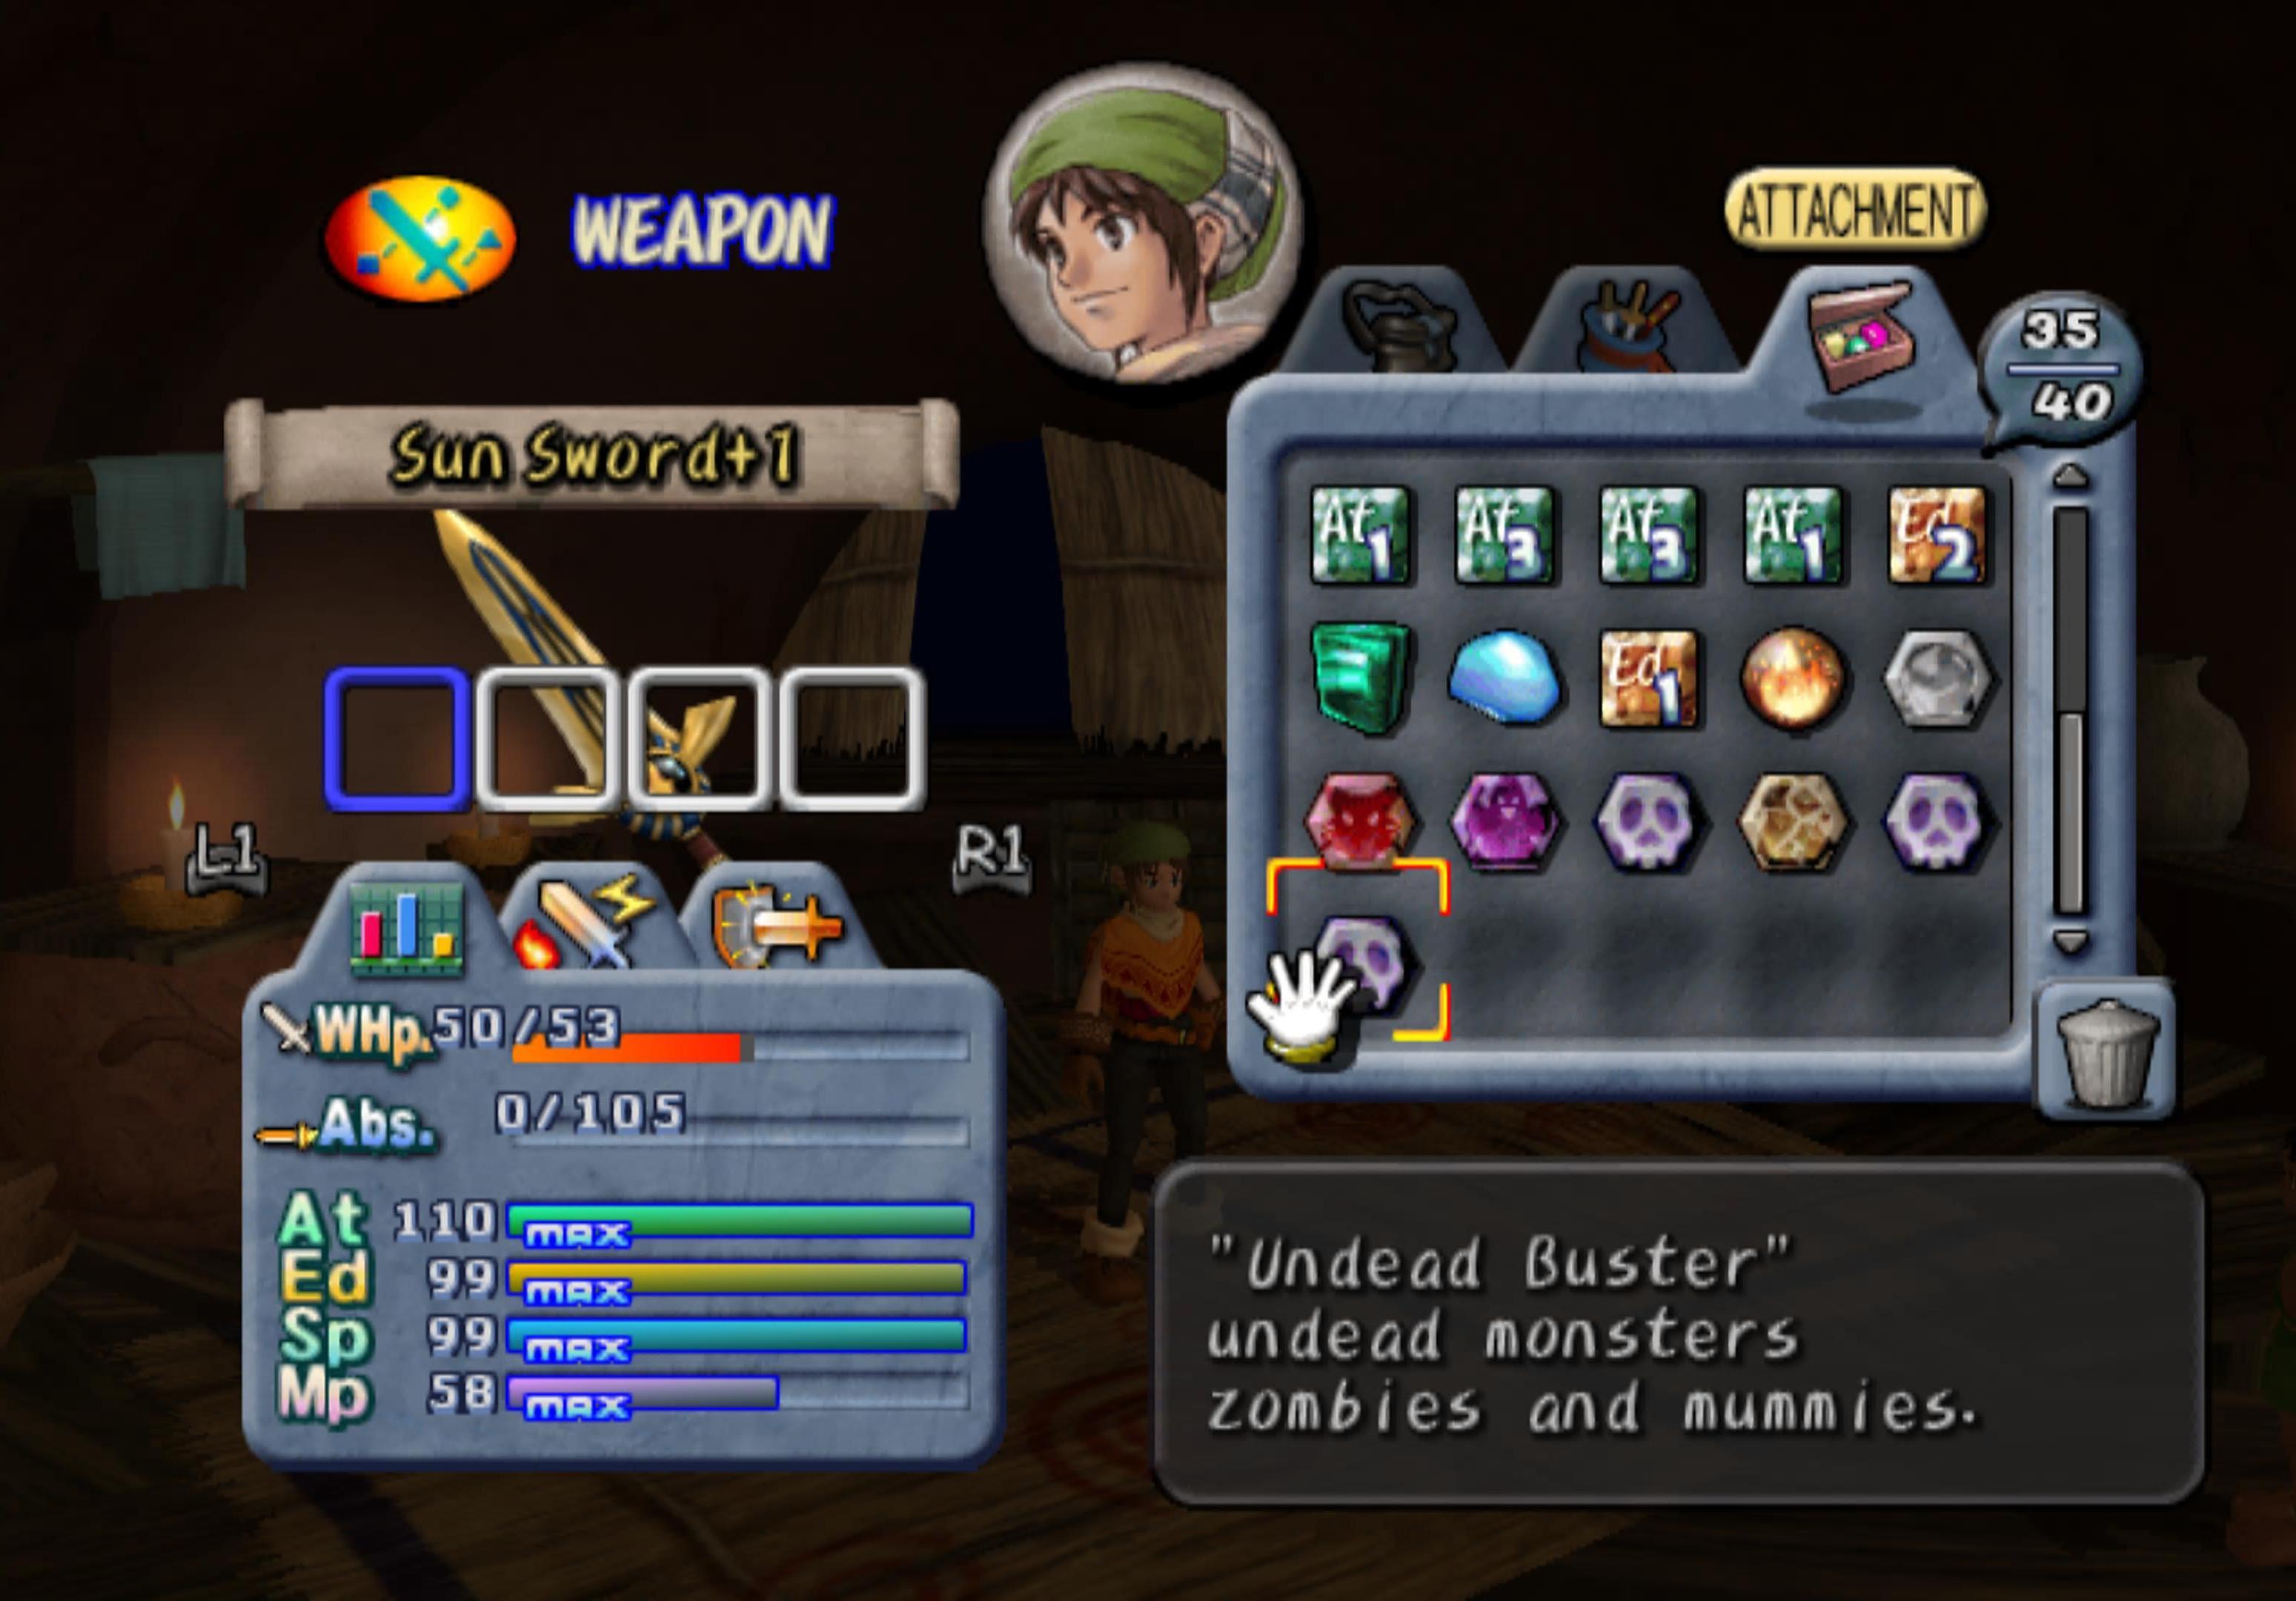 WEAPON
ATTACHMENT
35
40
Sun Sword+1
At 1
At 3
At 3
At 1
Ed 2
Ed 1
L1
R1
WHp. 50/53
Abs. 0/105
At 110 max
Ed 99 max
Sp 99 max
Mp 58 max
"Undead Buster"
undead monsters
zombies and mummies.